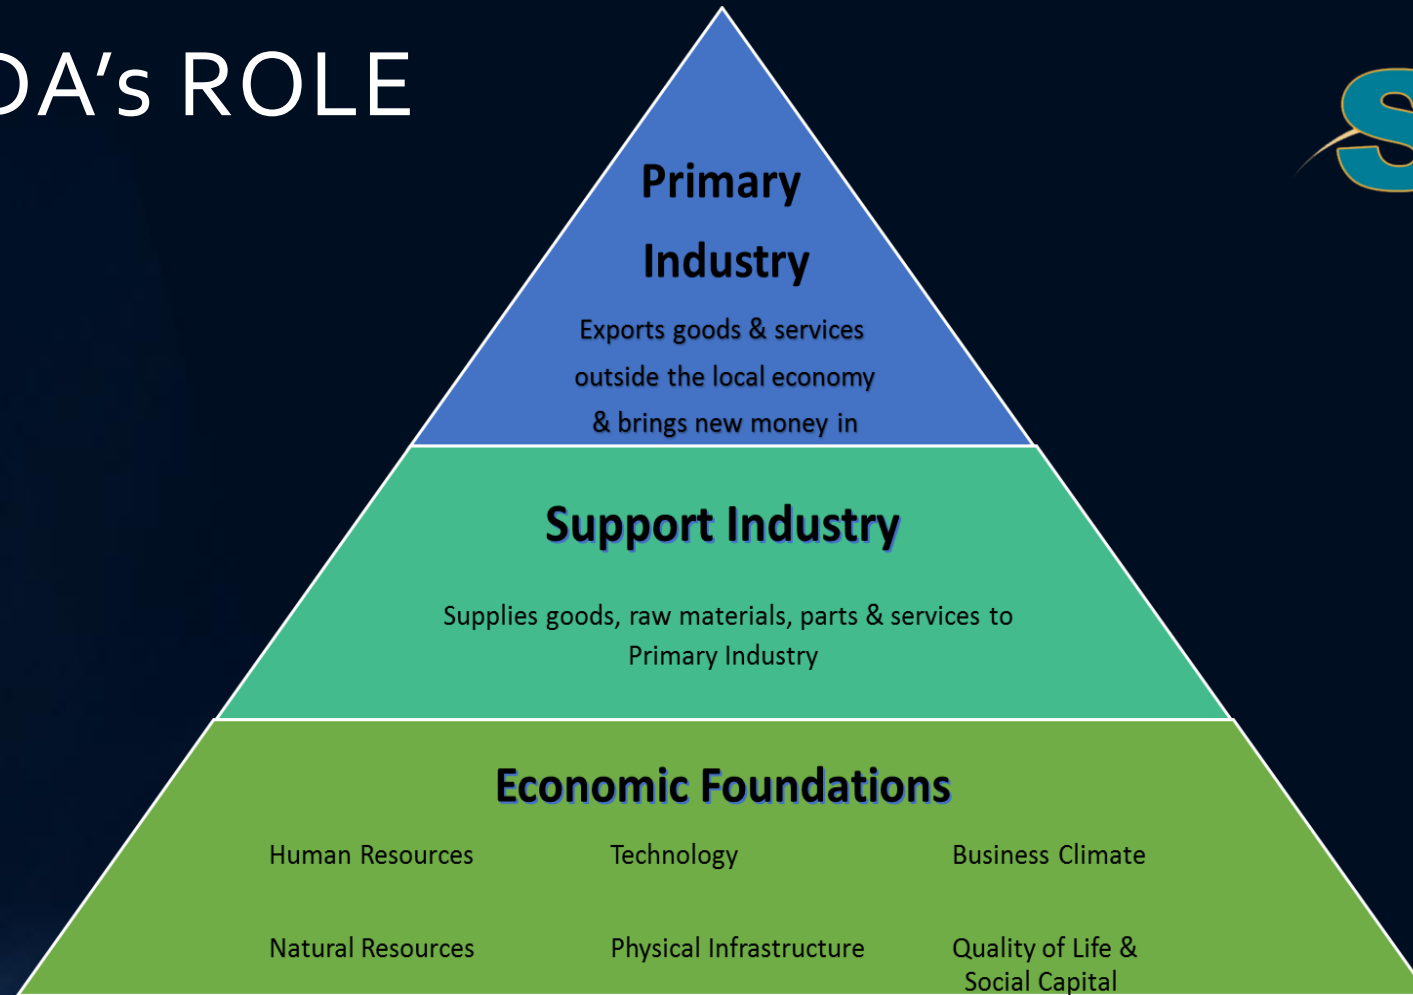 DA's ROLE
S
Primary
Industry
Exports goods & services
outside the local economy
& brings new money in
Support Industry
Supplies goods, raw materials, parts & services to
Primary Industry
Economic Foundations
Human Resources Technology Business Climate
Natural Resources Physical Infrastructure Quality of Life &
Social Capital